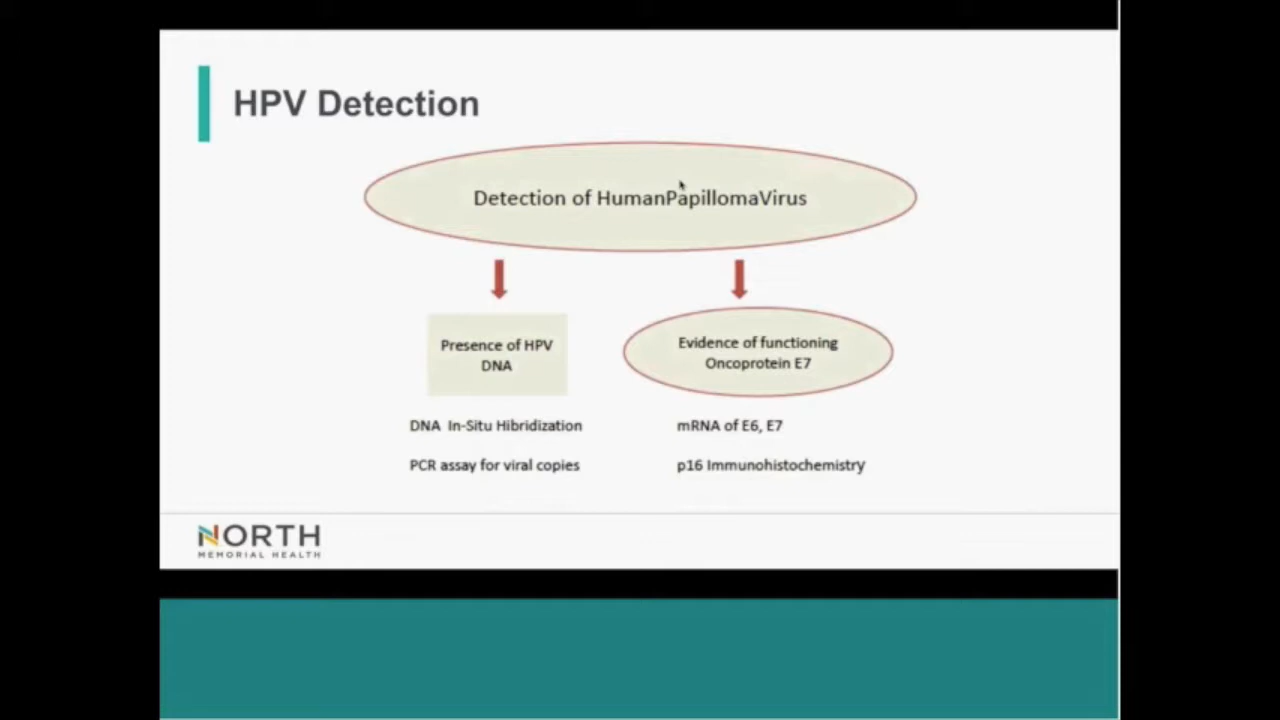 HPV Detection
Detection of HumanPapillomaVirus
Presence of HPV
DNA
Evidence of functioning
Oncoprotein E7
DNA In-Situ Hibridization
mRNA of E6, E7
PCR assay for viral copies
p16 Immunohistochemistry
NORTH
MEMORIAL HEALTH